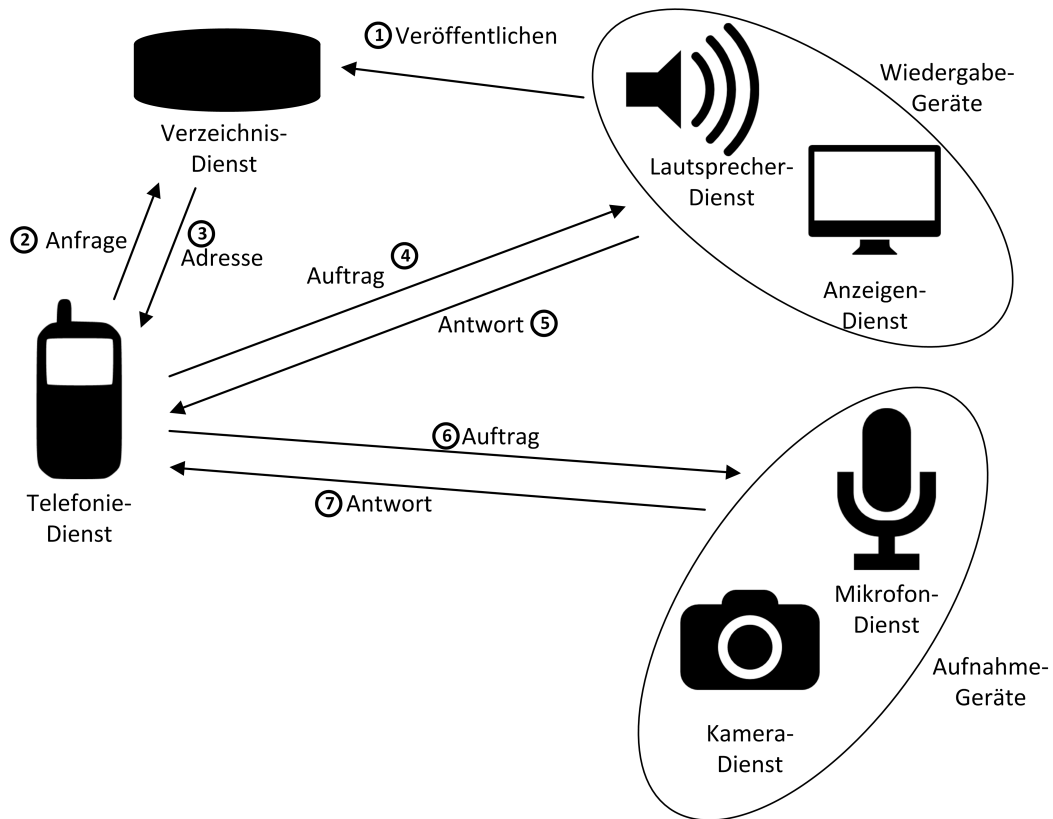 ① Veröffentlichen
Wiedergabe-
Geräte
Verzeichnis-
Dienst
Lautsprecher-
Dienst
② Anfrage
③
Adresse
④
Auftrag
Anzeigen-
Dienst
Antwort ⑤
⑥ Auftrag
⑦ Antwort
Telefonie-
Dienst
Mikrofon-
Dienst
Aufnahme-
Geräte
Kamera-
Dienst